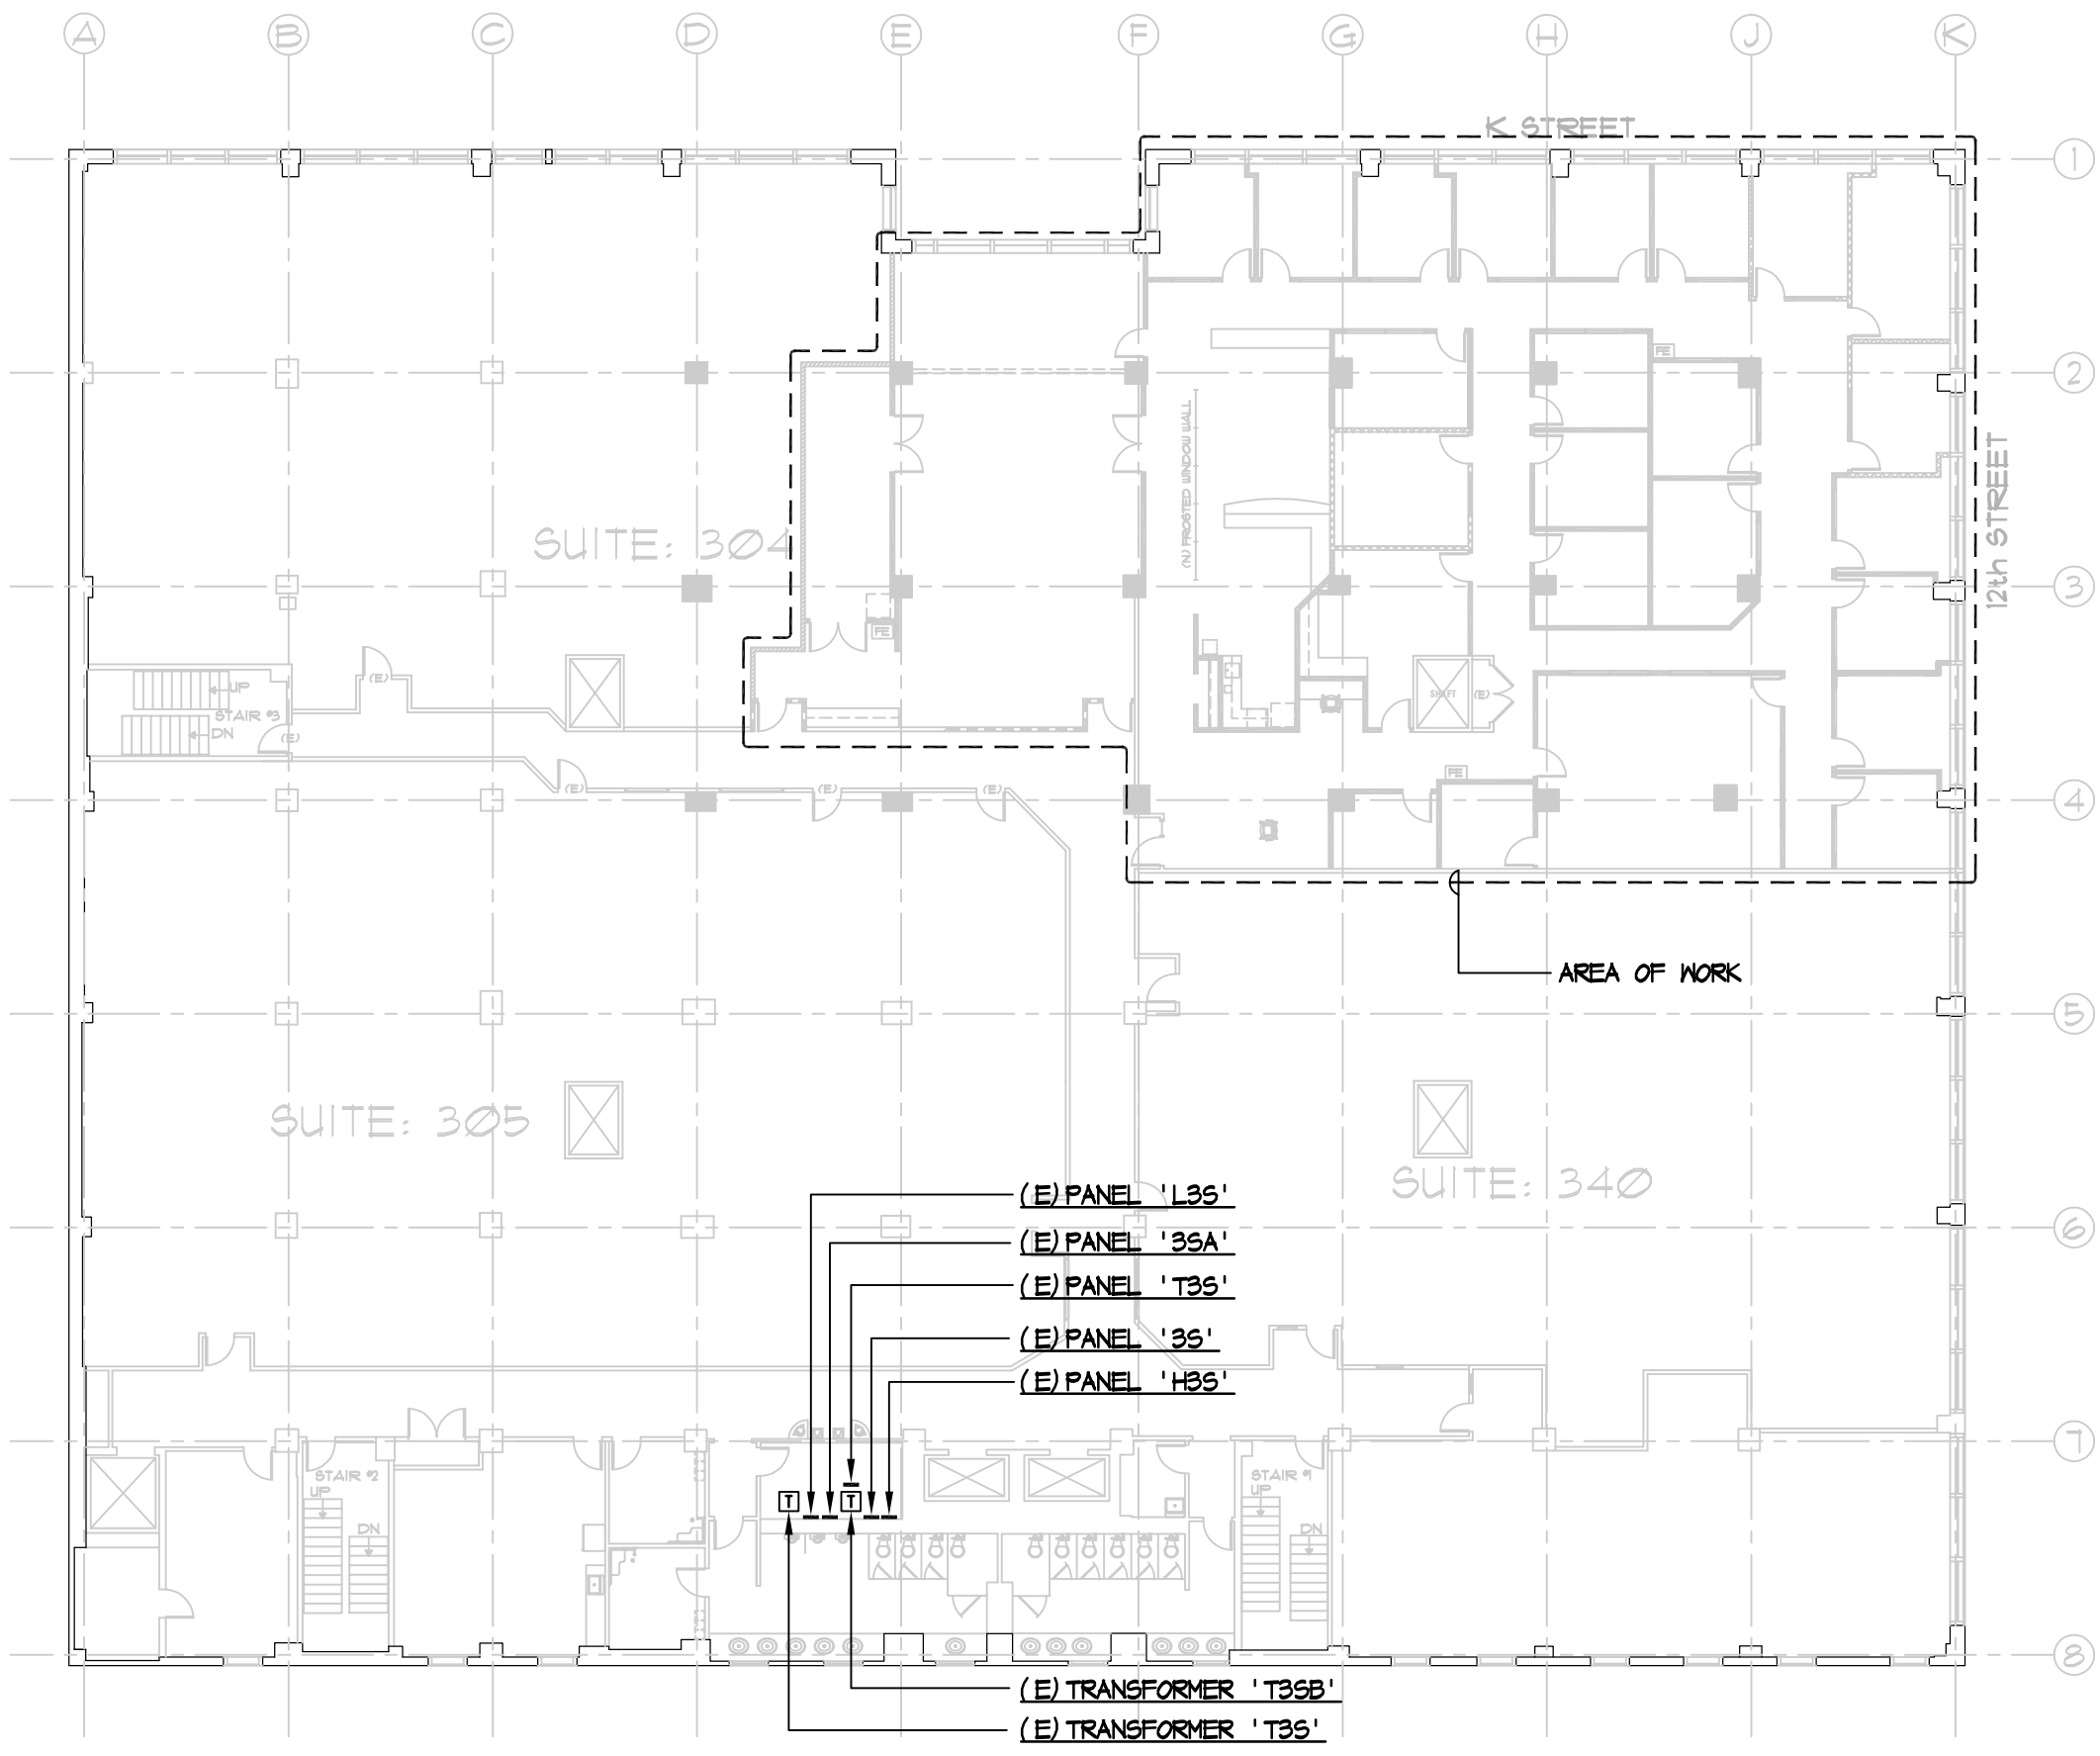 A B C D E F G H J K
K STREET
1
2
FE
(N) FROSTED WINDOW WALL
12th STREET
SUITE: 304
3
FE
(E)
UP
SHAFT (E)
STAIR #3
DN
(E)
FE
(E) (E) (E)
4
AREA OF WORK
5
SUITE: 305
SUITE: 340
(E) PANEL 'L3S'
6
(E) PANEL '3SA'
(E) PANEL 'T3S'
(E) PANEL '3S'
(E) PANEL 'H3S'
7
STAIR #2
UP
DN
T T
STAIR #1
UP
DN
8
(E) TRANSFORMER 'T3SB'
(E) TRANSFORMER 'T3S'